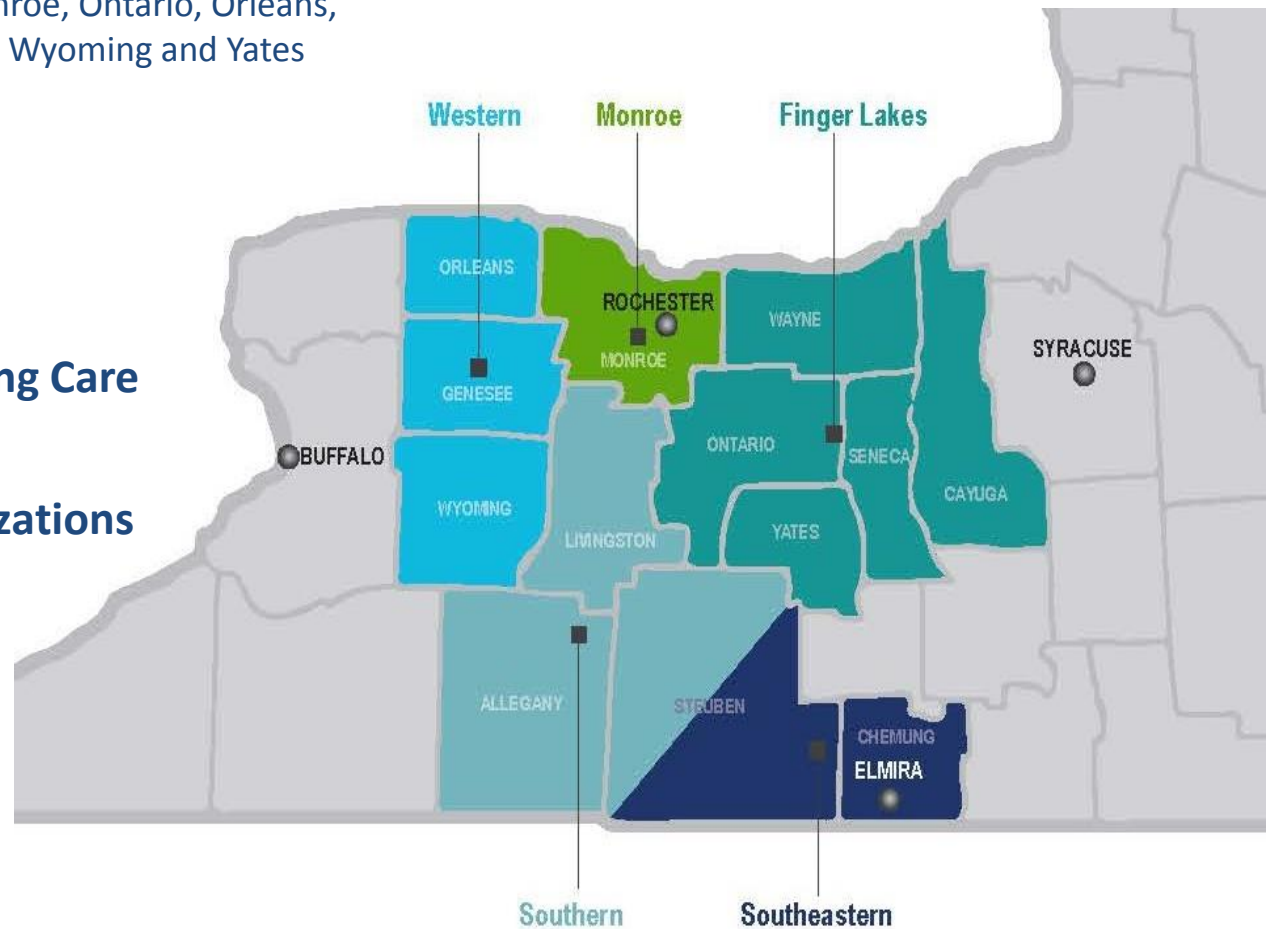 nroe, Ontario, Orleans,
Wyoming and Yates
Western
Monroe
Finger Lakes
ORLEANS
ROCHESTER
WAYNE
MONROE
SYRACUSE
ng Care
GENESEE
ONTARIO
SENECA
BUFFALO
CAYUGA
WYOMING
zations
LIVINGSTON
YATES
ALLEGANY
STEUBEN
CHEMUNG
ELMIRA
Southern
Southeastern